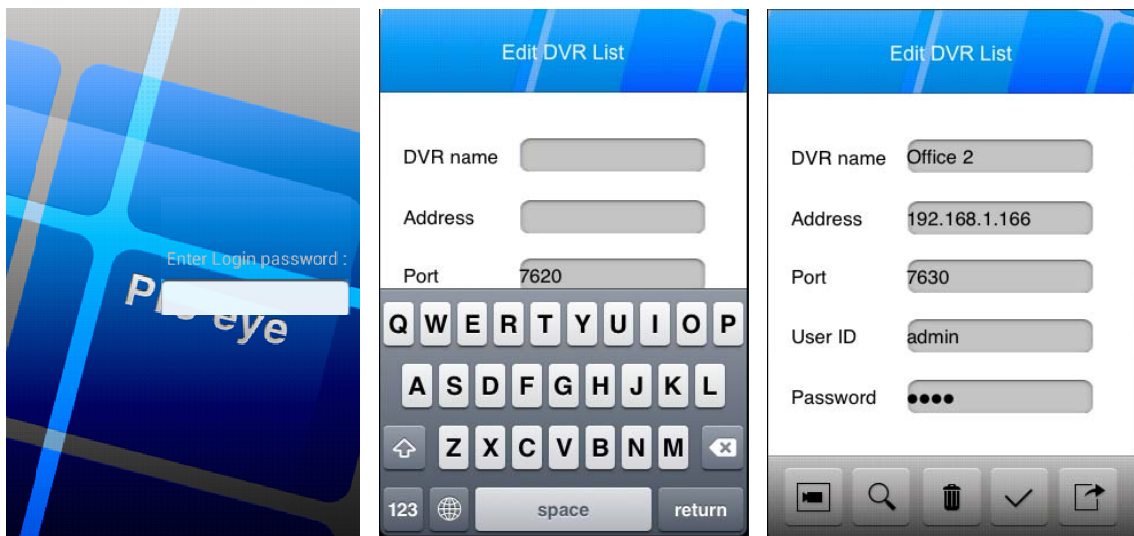 Enter Login password :
Pro eye
Edit DVR List
DVR name
Address
Port 7620
Q W E R T Y U I O P
A S D F G H J K L
Z X C V B N M
123 space return
Edit DVR List
DVR name Office 2
Address 192.168.1.166
Port 7630
User ID admin
Password ●●●●